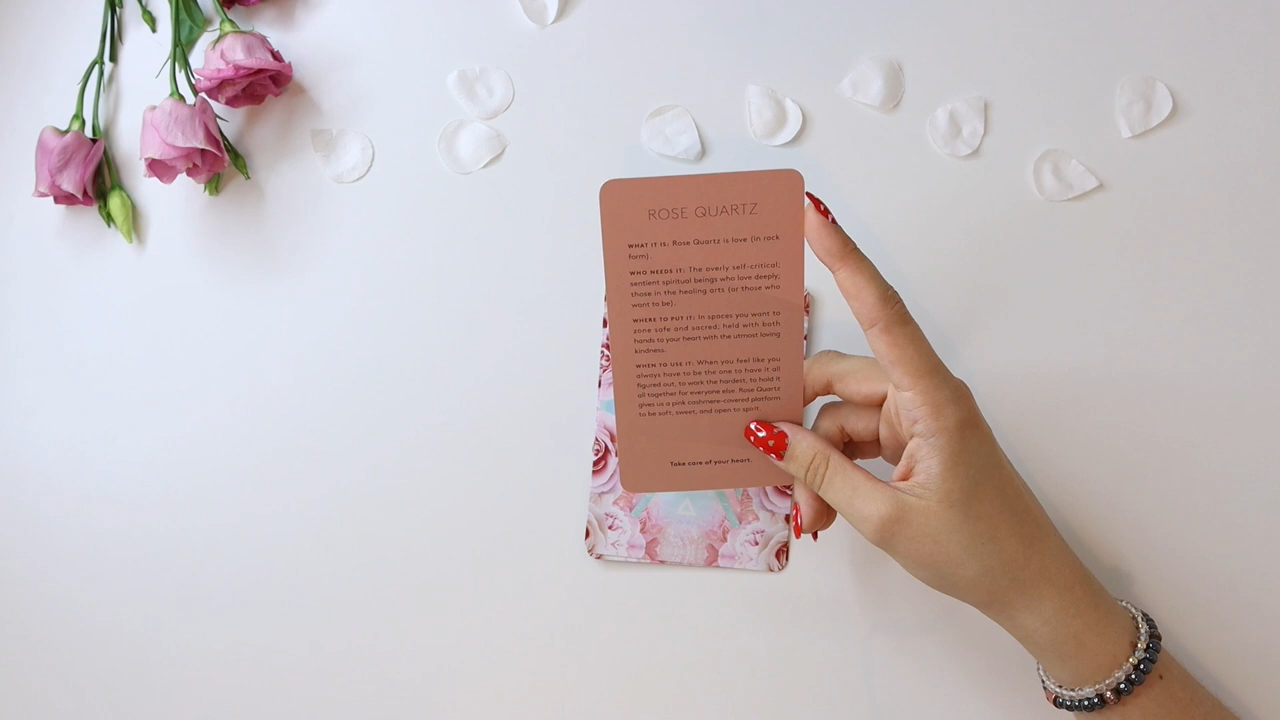 ROSE QUARTZ
WHAT IT IS: Rose Quartz is love (in rock
form).
WHO NEEDS IT: The overly self-critical;
sentient spiritual beings who love deeply;
those in the healing arts (or those who
want to be).
WHERE TO PUT IT: In spaces you want to
zone safe and sacred; held with both
hands to your heart with the utmost loving
kindness.
WHEN TO USE IT: When you feel like you
always have to be the one to have it all
figured out, to work the hardest, to hold it
all together for everyone else. Rose Quartz
gives us a pink cashmere-covered platform
to be soft, sweet, and open to spirit.
Take care of your heart.